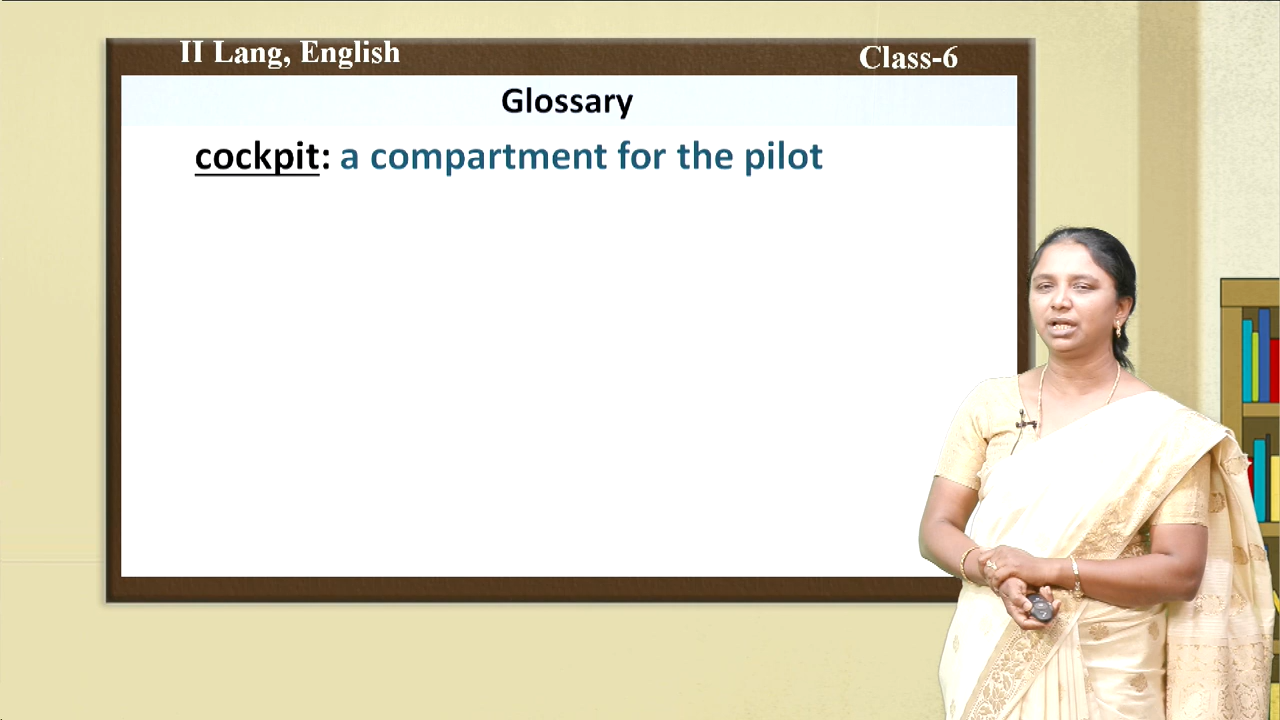 II Lang, English
Class-6
Glossary
cockpit: a compartment for the pilot